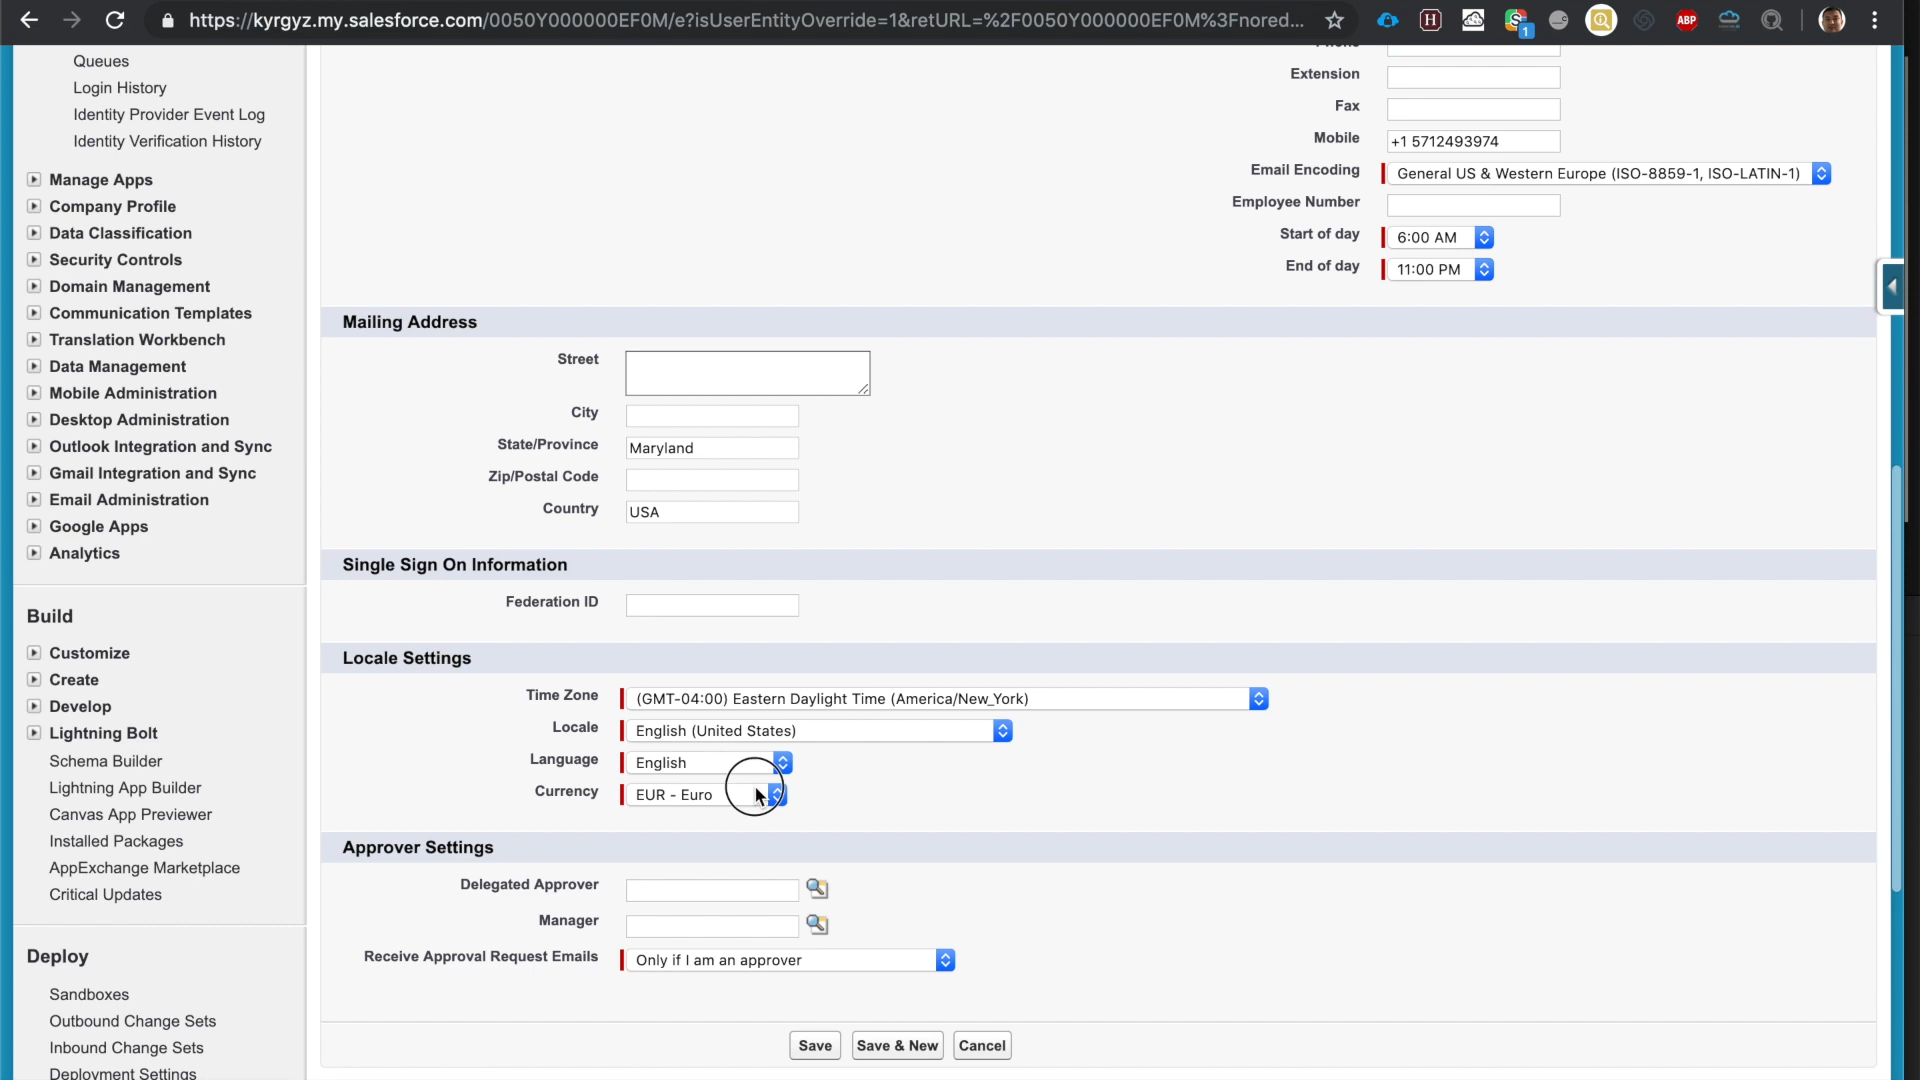 https://kyrgyz.my.salesforce.com/0050Y000000EF0M/e?isUserEntityOverride=1&retURL=%2F0050Y000000EF0M%3Fnored...
1
ABP
Queues
Login History
Identity Provider Event Log
Identity Verification History
Manage Apps
Company Profile
Data Classification
Security Controls
Domain Management
Communication Templates
Translation Workbench
Data Management
Mobile Administration
Desktop Administration
Outlook Integration and Sync
Gmail Integration and Sync
Email Administration
Google Apps
Analytics
Build
Customize
Create
Develop
Lightning Bolt
Schema Builder
Lightning App Builder
Canvas App Previewer
Installed Packages
AppExchange Marketplace
Critical Updates
Deploy
Sandboxes
Outbound Change Sets
Inbound Change Sets
Deployment Settings
Phone
Extension
Fax
Mobile +1 5712493974
Email Encoding General US & Western Europe (ISO-8859-1, ISO-LATIN-1)
Employee Number
Start of day 6:00 AM
End of day 11:00 PM
Mailing Address
Street
City
State/Province Maryland
Zip/Postal Code
Country USA
Single Sign On Information
Federation ID
Locale Settings
Time Zone (GMT-04:00) Eastern Daylight Time (America/New_York)
Locale English (United States)
Language English
Currency EUR - Euro
Approver Settings
Delegated Approver
Manager
Receive Approval Request Emails Only if I am an approver
Save Save & New Cancel